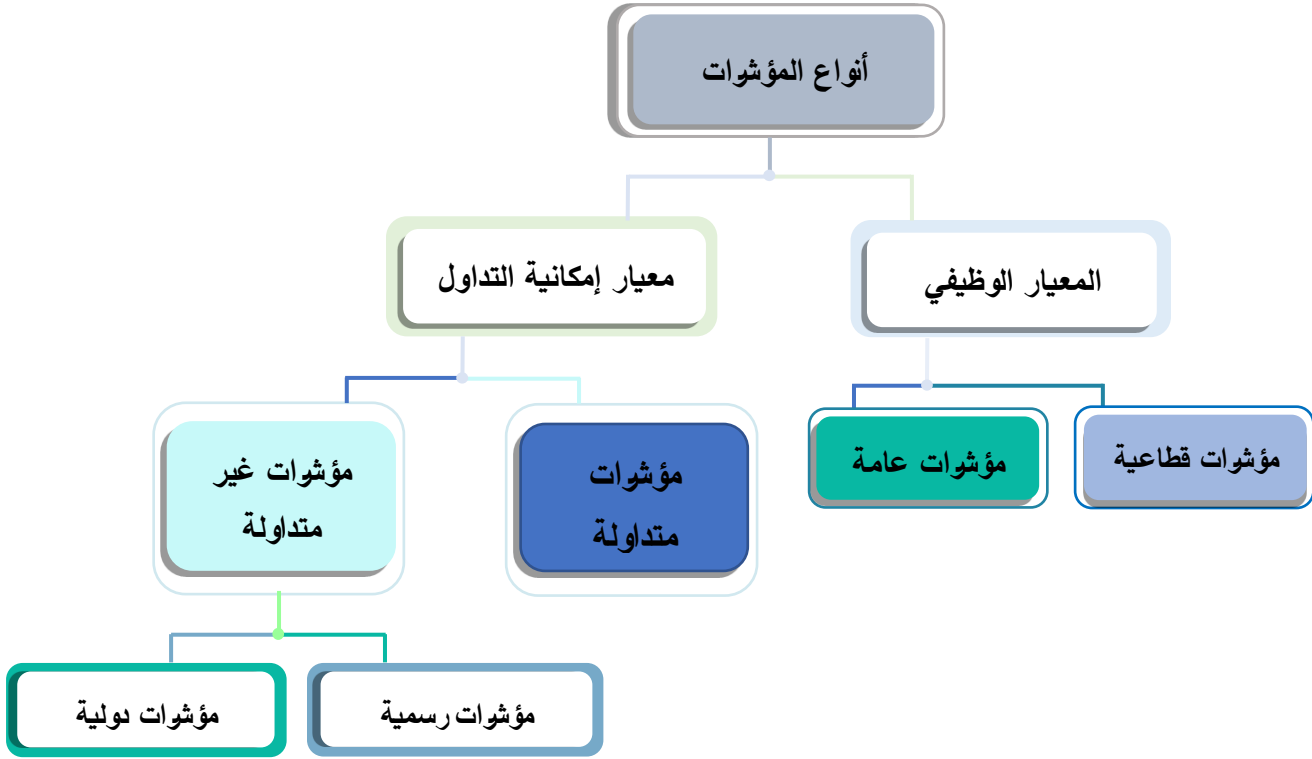 أنواع المؤشرات
المعيار الوظيفي
معيار إمكانية التداول
مؤشرات قطاعية
مؤشرات عامة
مؤشرات
متداولة
مؤشرات غير
متداولة
مؤشرات رسمية
مؤشرات دولية